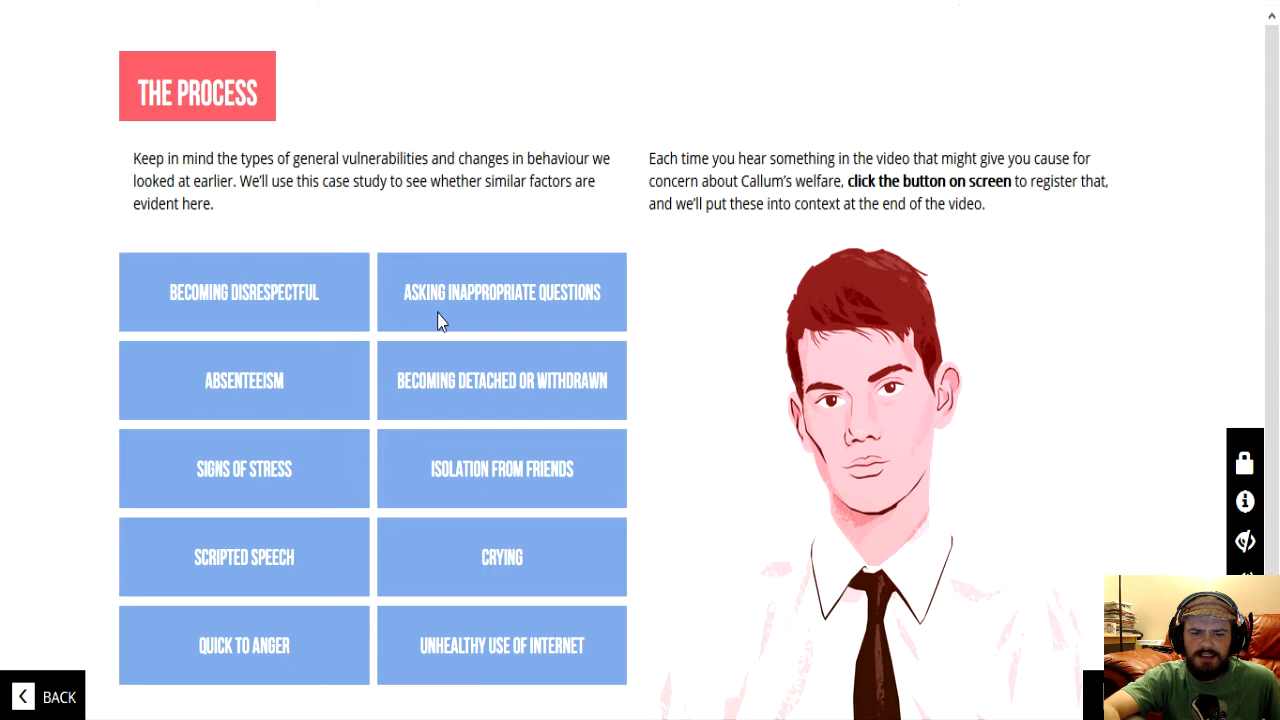 THE PROCESS
Keep in mind the types of general vulnerabilities and changes in behaviour we
looked at earlier. We'll use this case study to see whether similar factors are
evident here.
Each time you hear something in the video that might give you cause for
concern about Callum's welfare, click the button on screen to register that,
and we'll put these into context at the end of the video.
BECOMING DISRESPECTFUL
ASKING INAPPROPRIATE QUESTIONS
ABSENTEEISM
BECOMING DETACHED OR WITHDRAWN
SIGNS OF STRESS
ISOLATION FROM FRIENDS
SCRIPTED SPEECH
CRYING
QUICK TO ANGER
UNHEALTHY USE OF INTERNET
BACK